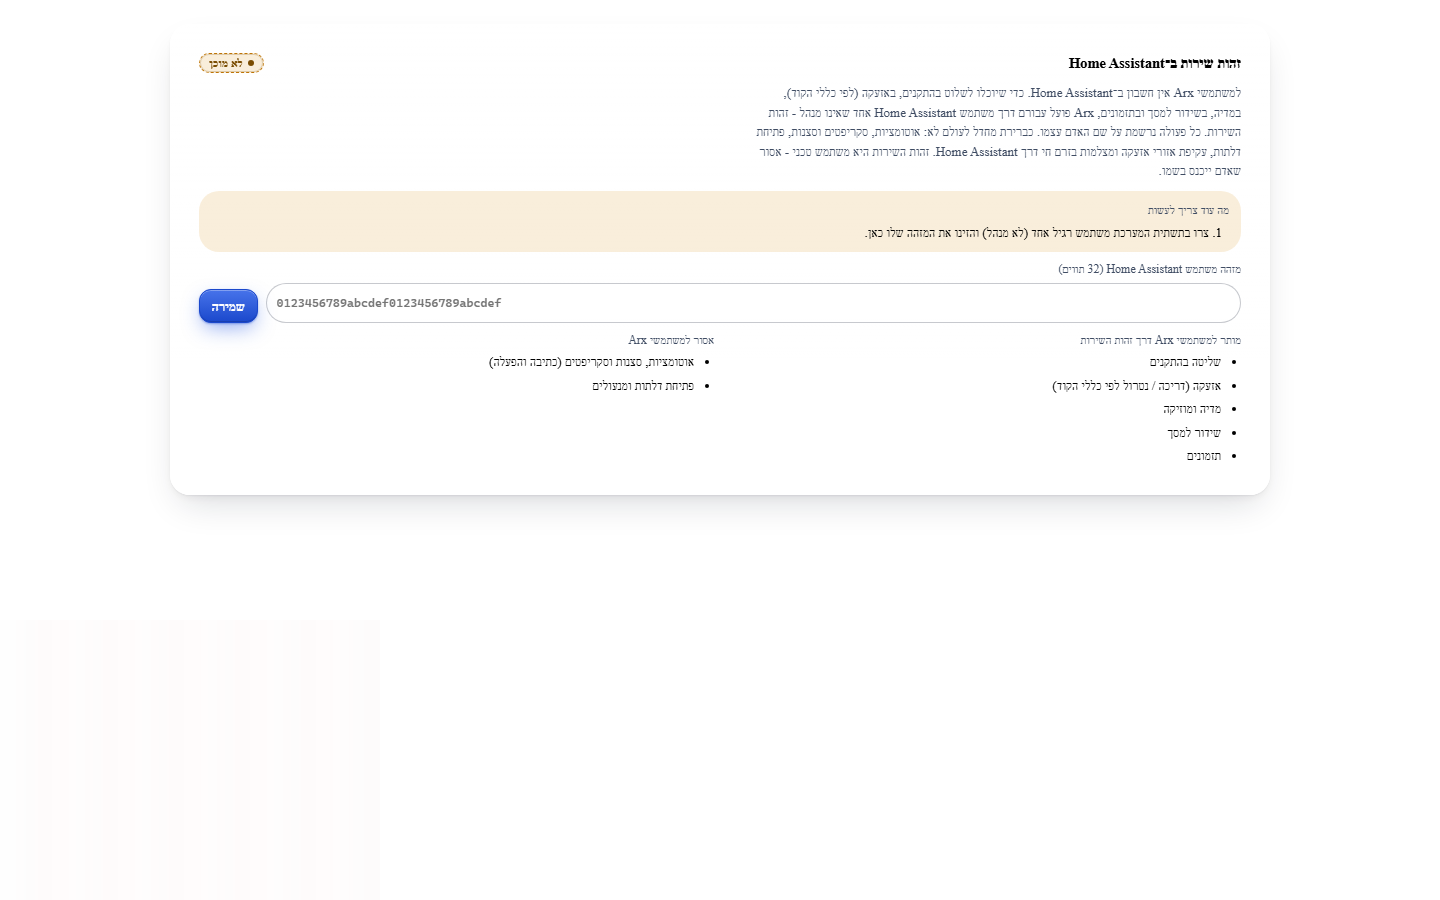 זהות שירות ב־Home Assistant
לא מוכן
למשתמשי Arx אין חשבון ב־Home Assistant. כדי שיוכלו לשלוט בהתקנים, באזעקה (לפי כללי הקוד),
במדיה, בשידור למסך ובתזמונים, Arx פועל עבורם דרך משתמש Home Assistant אחד שאינו מנהל - זהות
השירות. כל פעולה נרשמת על שם האדם עצמו. כברירת מחדל לעולם לא: אוטומציות, סקריפטים וסצנות, פתיחת
דלתות, עקיפת אזורי אזעקה ומצלמות בזרם חי דרך Home Assistant. זהות השירות היא משתמש טכני - אסור
שאדם ייכנס בשמו.
מה עוד צריך לעשות
1. צרו בתשתית המערכת משתמש רגיל אחד (לא מנהל) והזינו את המזהה שלו כאן.
מזהה משתמש Home Assistant (32 תווים)
0123456789abcdef0123456789abcdef
שמירה
מותר למשתמשי Arx דרך זהות השירות
• שליטה בהתקנים
• אזעקה (דריכה / נטרול לפי כללי הקוד)
• מדיה ומוזיקה
• שידור למסך
• תזמונים
אסור למשתמשי Arx
• אוטומציות, סצנות וסקריפטים (כתיבה והפעלה)
• פתיחת דלתות ומנעולים